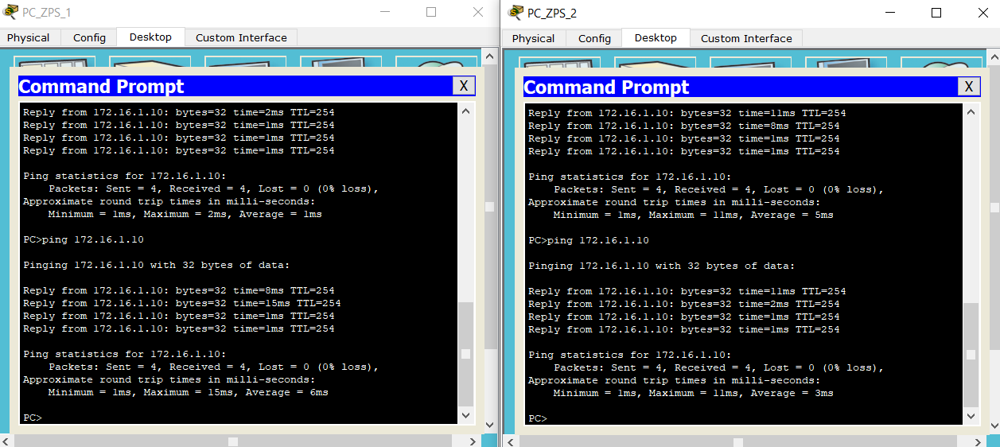 PC_ZPS_1
Physical Config Desktop Custom Interface
Command Prompt X
Reply from 172.16.1.10: bytes=32 time=2ms TTL=254
Reply from 172.16.1.10: bytes=32 time=1ms TTL=254
Reply from 172.16.1.10: bytes=32 time=1ms TTL=254
Reply from 172.16.1.10: bytes=32 time=1ms TTL=254
Ping statistics for 172.16.1.10:
Packets: Sent = 4, Received = 4, Lost = 0 (0% loss),
Approximate round trip times in milli-seconds:
Minimum = 1ms, Maximum = 2ms, Average = 1ms
PC>ping 172.16.1.10
Pinging 172.16.1.10 with 32 bytes of data:
Reply from 172.16.1.10: bytes=32 time=8ms TTL=254
Reply from 172.16.1.10: bytes=32 time=15ms TTL=254
Reply from 172.16.1.10: bytes=32 time=1ms TTL=254
Reply from 172.16.1.10: bytes=32 time=1ms TTL=254
Ping statistics for 172.16.1.10:
Packets: Sent = 4, Received = 4, Lost = 0 (0% loss),
Approximate round trip times in milli-seconds:
Minimum = 1ms, Maximum = 15ms, Average = 6ms
PC>
PC_ZPS_2
Physical Config Desktop Custom Interface
Command Prompt X
Reply from 172.16.1.10: bytes=32 time=11ms TTL=254
Reply from 172.16.1.10: bytes=32 time=8ms TTL=254
Reply from 172.16.1.10: bytes=32 time=1ms TTL=254
Reply from 172.16.1.10: bytes=32 time=1ms TTL=254
Ping statistics for 172.16.1.10:
Packets: Sent = 4, Received = 4, Lost = 0 (0% loss),
Approximate round trip times in milli-seconds:
Minimum = 1ms, Maximum = 11ms, Average = 5ms
PC>ping 172.16.1.10
Pinging 172.16.1.10 with 32 bytes of data:
Reply from 172.16.1.10: bytes=32 time=11ms TTL=254
Reply from 172.16.1.10: bytes=32 time=2ms TTL=254
Reply from 172.16.1.10: bytes=32 time=1ms TTL=254
Reply from 172.16.1.10: bytes=32 time=1ms TTL=254
Ping statistics for 172.16.1.10:
Packets: Sent = 4, Received = 4, Lost = 0 (0% loss),
Approximate round trip times in milli-seconds:
Minimum = 1ms, Maximum = 11ms, Average = 3ms
PC>